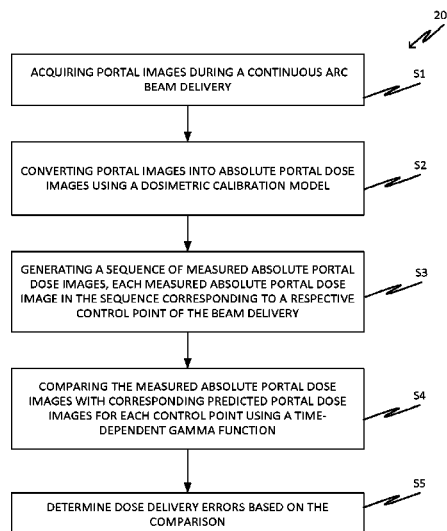 20
ACQUIRING PORTAL IMAGES DURING A CONTINUOUS ARC
BEAM DELIVERY
S1
CONVERTING PORTAL IMAGES INTO ABSOLUTE PORTAL DOSE
IMAGES USING A DOSIMETRIC CALIBRATION MODEL
S2
GENERATING A SEQUENCE OF MEASURED ABSOLUTE PORTAL
DOSE IMAGES, EACH MEASURED ABSOLUTE PORTAL DOSE
IMAGE IN THE SEQUENCE CORRESPONDING TO A RESPECTIVE
CONTROL POINT OF THE BEAM DELIVERY
S3
COMPARING THE MEASURED ABSOLUTE PORTAL DOSE
IMAGES WITH CORRESPONDING PREDICTED PORTAL DOSE
IMAGES FOR EACH CONTROL POINT USING A TIME-
DEPENDENT GAMMA FUNCTION
S4
DETERMINE DOSE DELIVERY ERRORS BASED ON THE
COMPARISON
S5